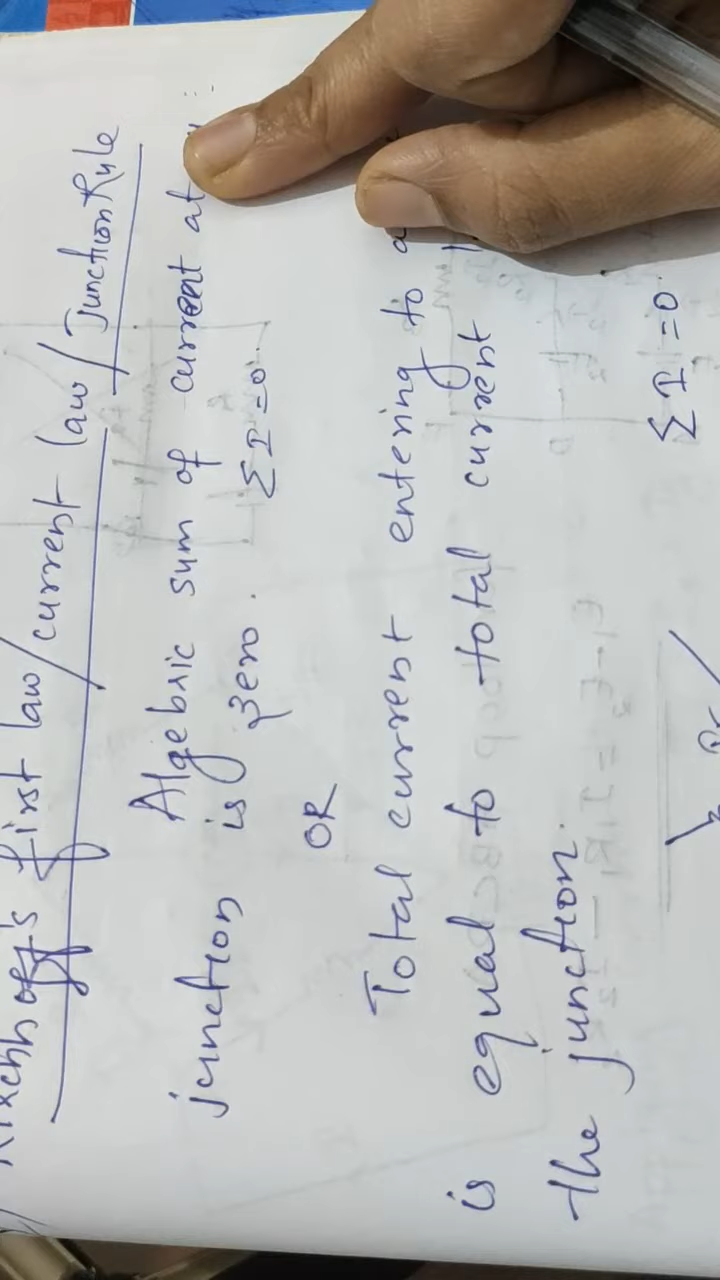 Kirchhoff's first law/current law/Junction Rule
Algebric sum of current at
junction is zero. ΣI=0.
OR
Total current entering to a
is equal to total current
the junction.
ΣI=0